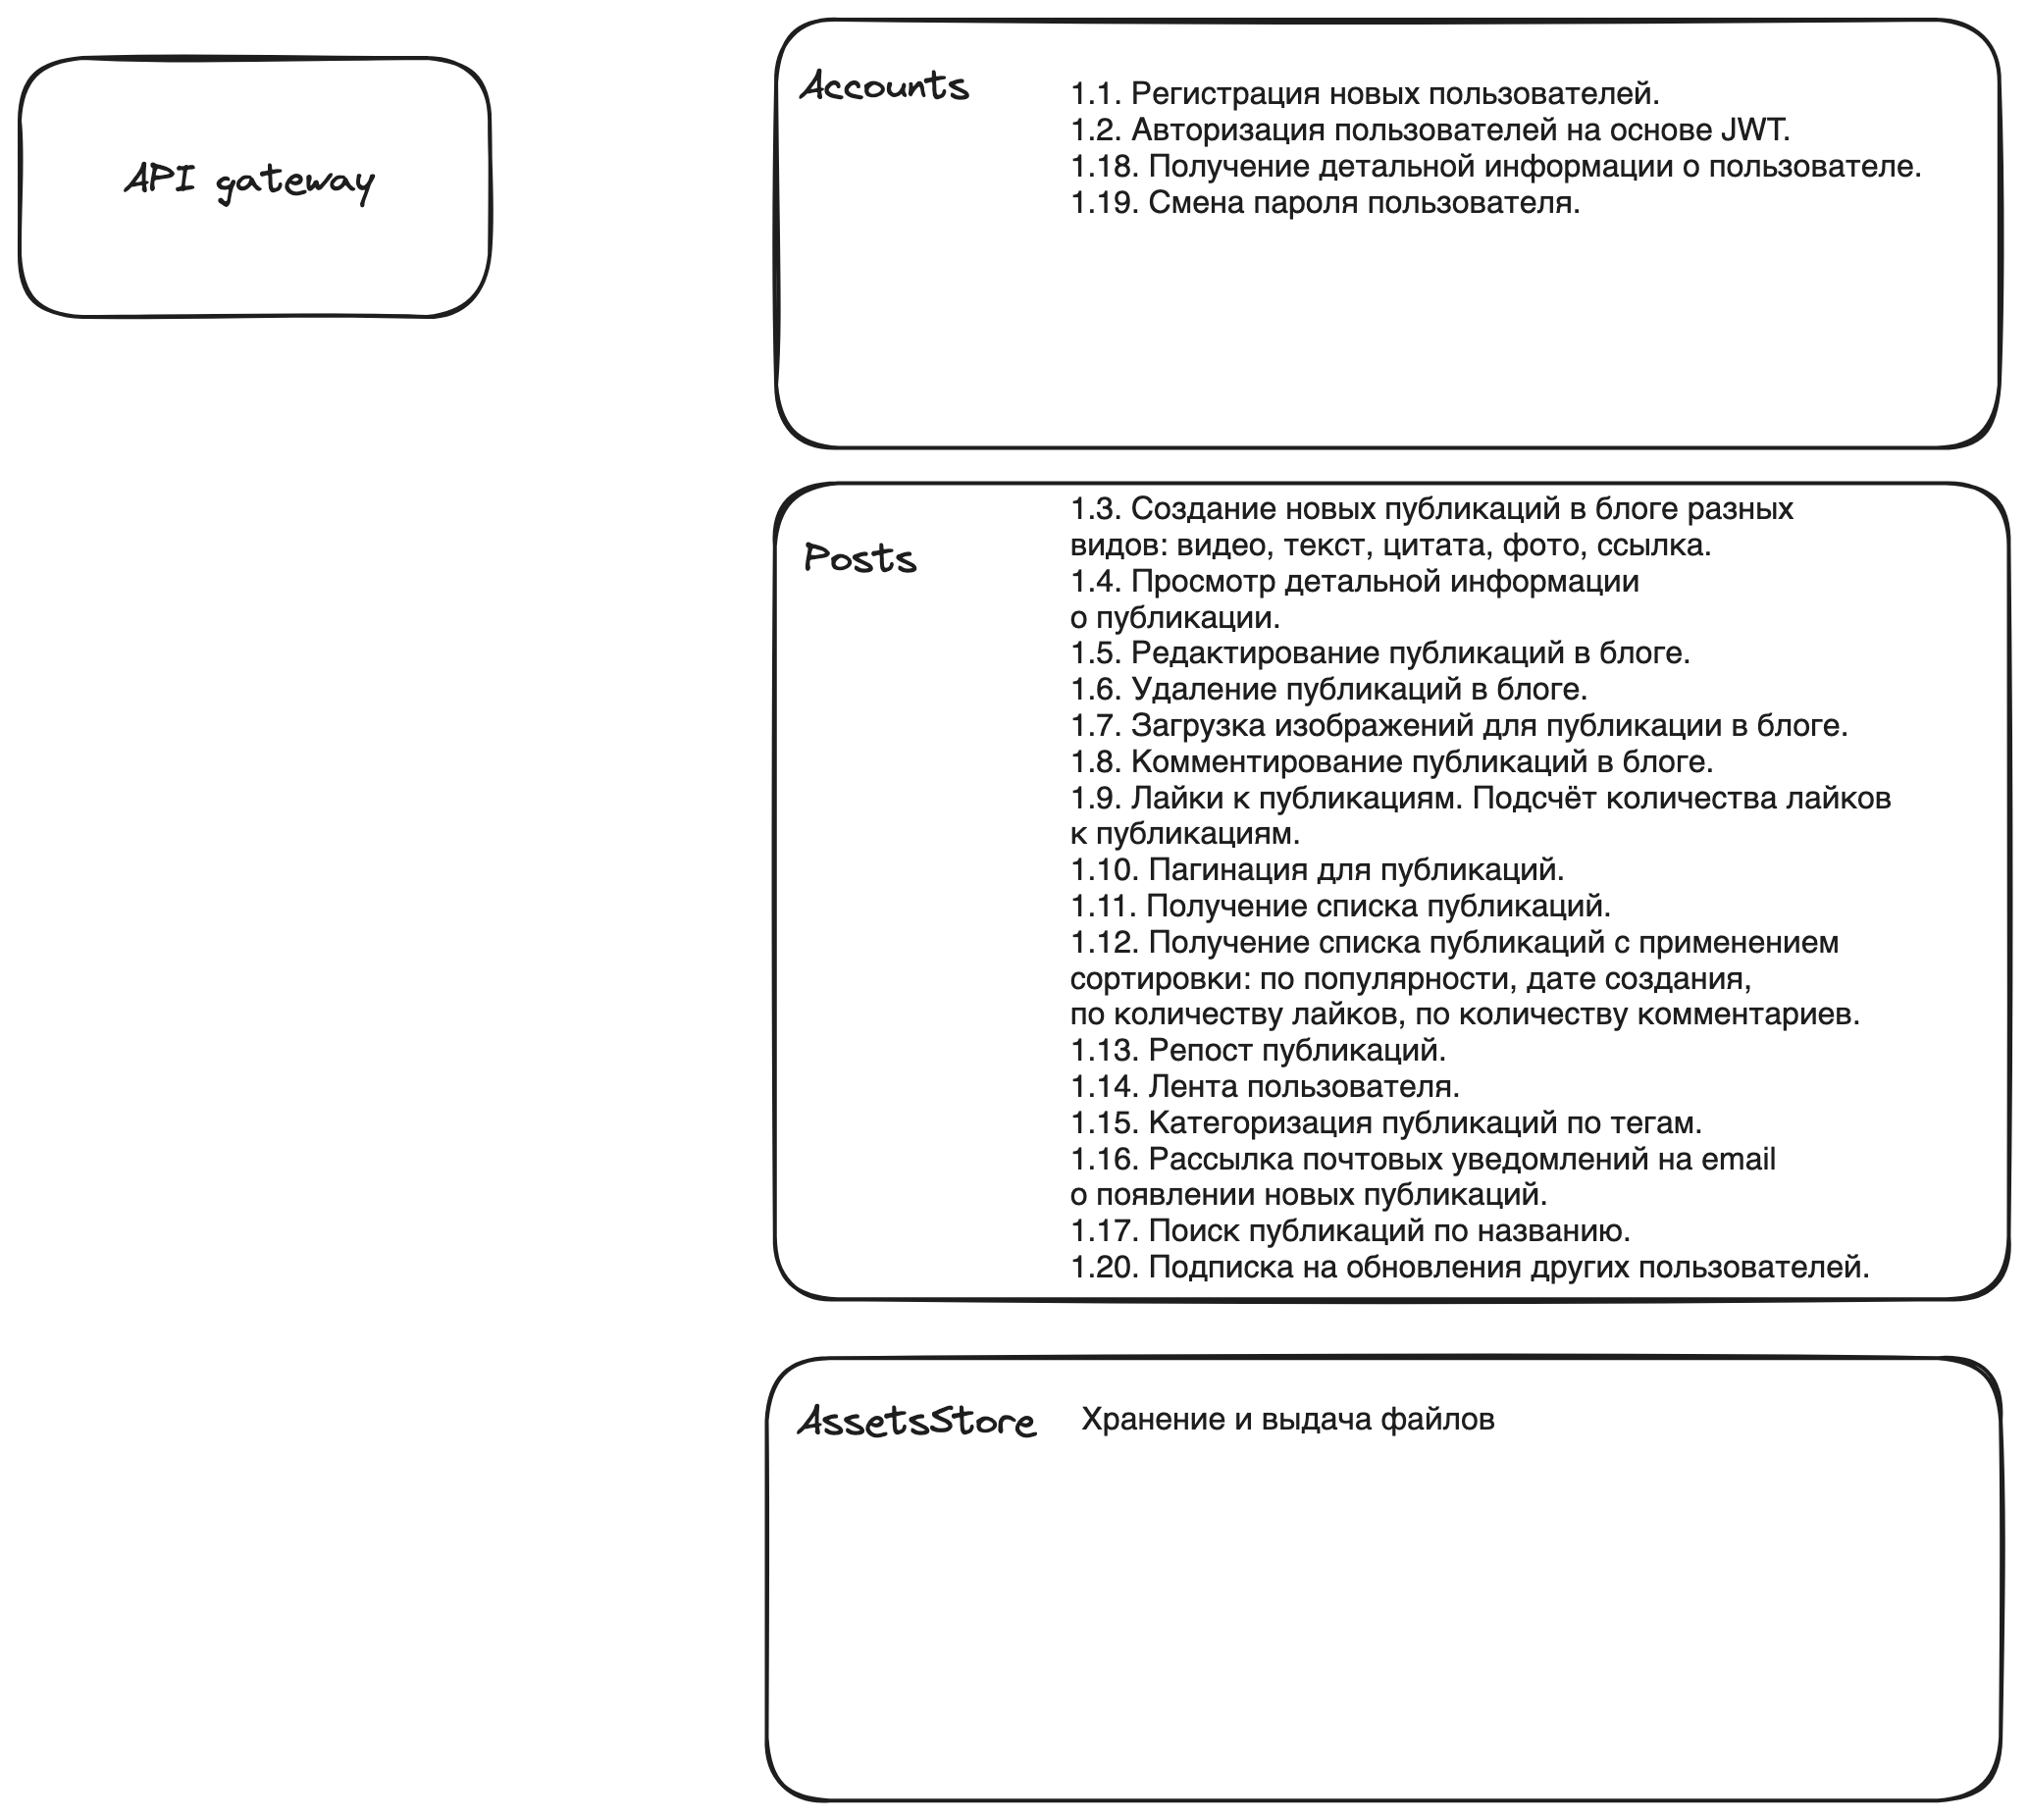 API gateway
Accounts
1.1. Регистрация новых пользователей.
1.2. Авторизация пользователей на основе JWT.
1.18. Получение детальной информации о пользователе.
1.19. Смена пароля пользователя.
Posts
1.3. Создание новых публикаций в блоге разных
видов: видео, текст, цитата, фото, ссылка.
1.4. Просмотр детальной информации
о публикации.
1.5. Редактирование публикаций в блоге.
1.6. Удаление публикаций в блоге.
1.7. Загрузка изображений для публикации в блоге.
1.8. Комментирование публикаций в блоге.
1.9. Лайки к публикациям. Подсчёт количества лайков
к публикациям.
1.10. Пагинация для публикаций.
1.11. Получение списка публикаций.
1.12. Получение списка публикаций с применением
сортировки: по популярности, дате создания,
по количеству лайков, по количеству комментариев.
1.13. Репост публикаций.
1.14. Лента пользователя.
1.15. Категоризация публикаций по тегам.
1.16. Рассылка почтовых уведомлений на email
о появлении новых публикаций.
1.17. Поиск публикаций по названию.
1.20. Подписка на обновления других пользователей.
AssetsStore
Хранение и выдача файлов